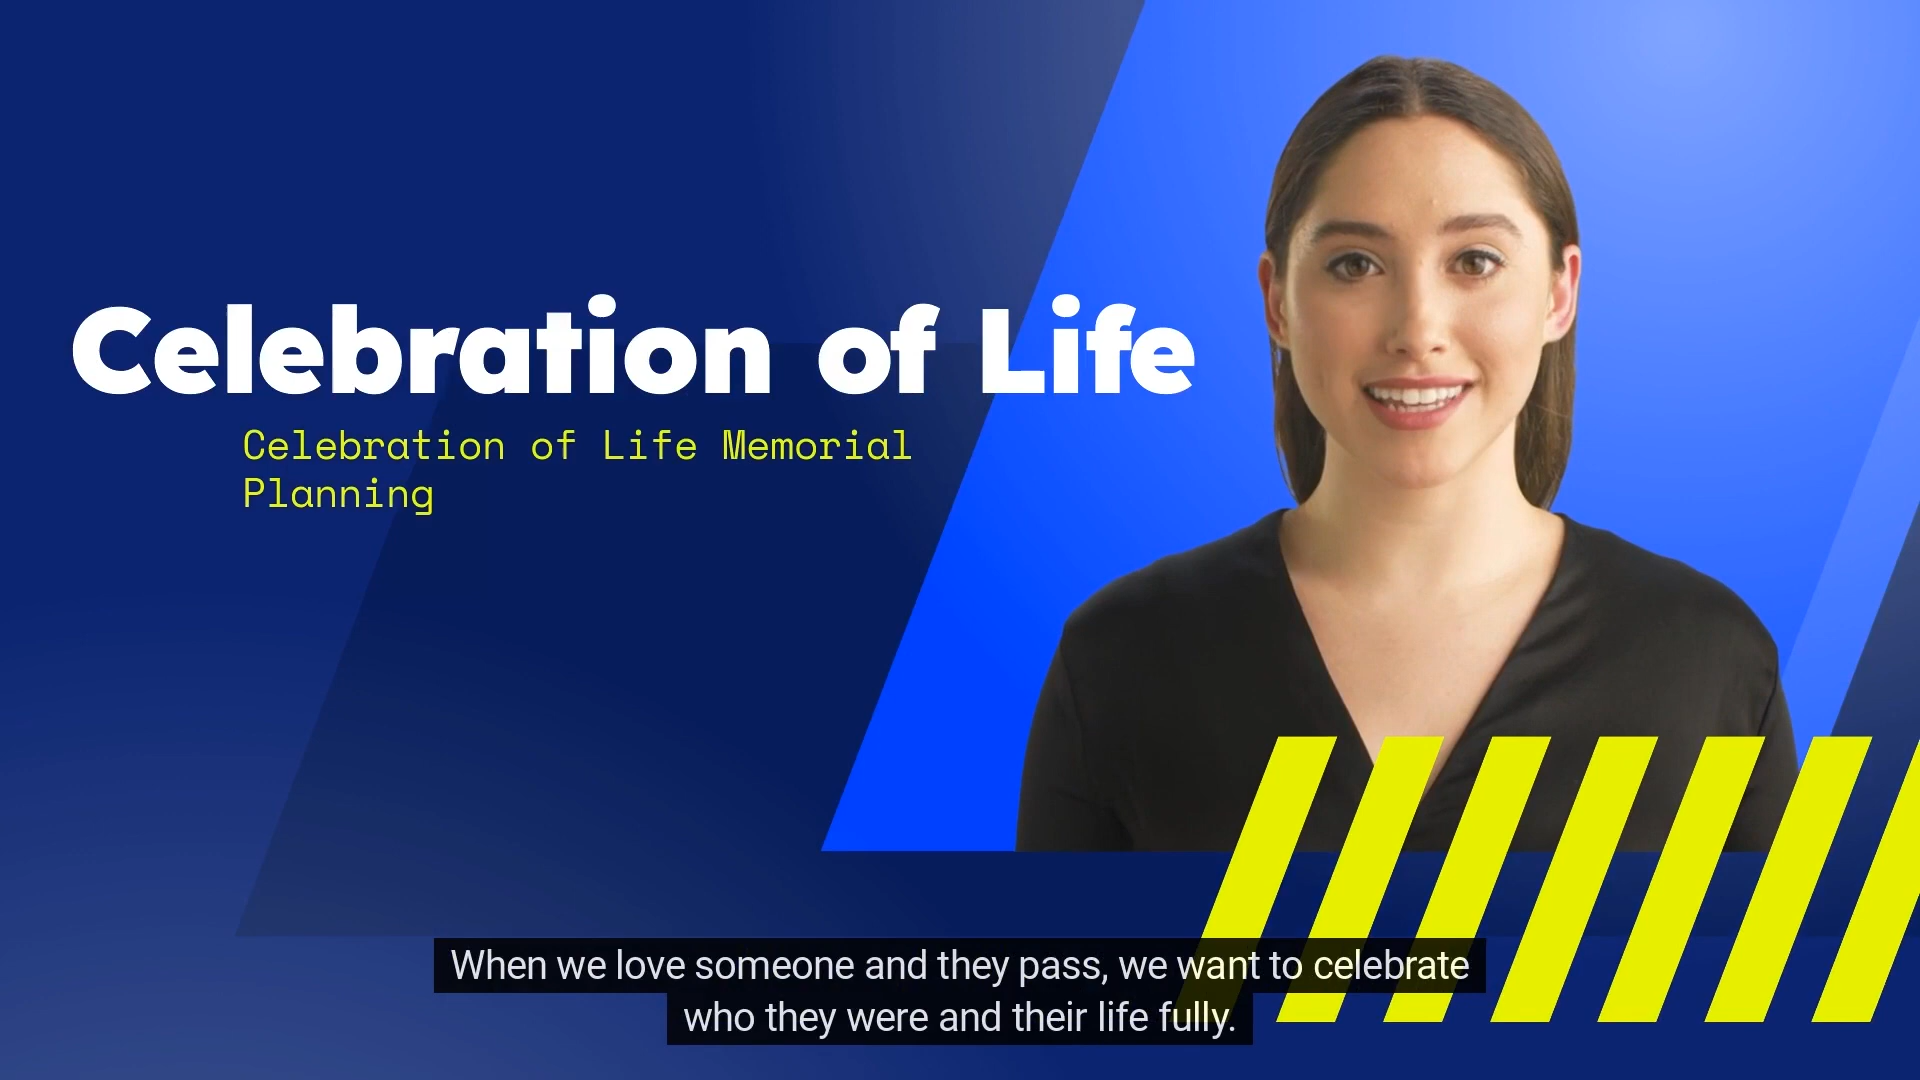 Celebration of Life
Celebration of Life Memorial
Planning
When we love someone and they pass, we want to celebrate
who they were and their life fully.